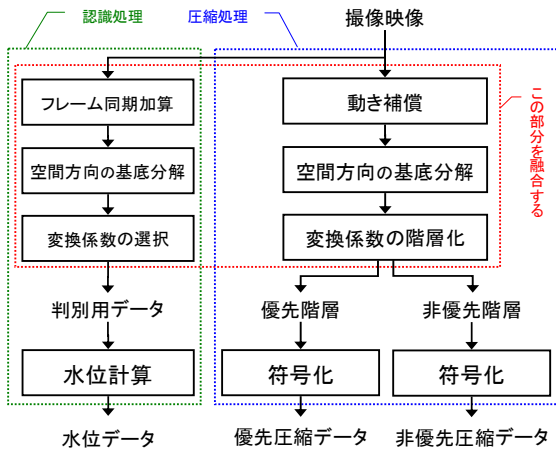 認識処理
圧縮処理
撮像映像
フレーム同期加算
動き補償
この部分を融合する
空間方向の基底分解
空間方向の基底分解
変換係数の選択
変換係数の階層化
判別用データ
優先階層
非優先階層
水位計算
符号化
符号化
水位データ
優先圧縮データ
非優先圧縮データ